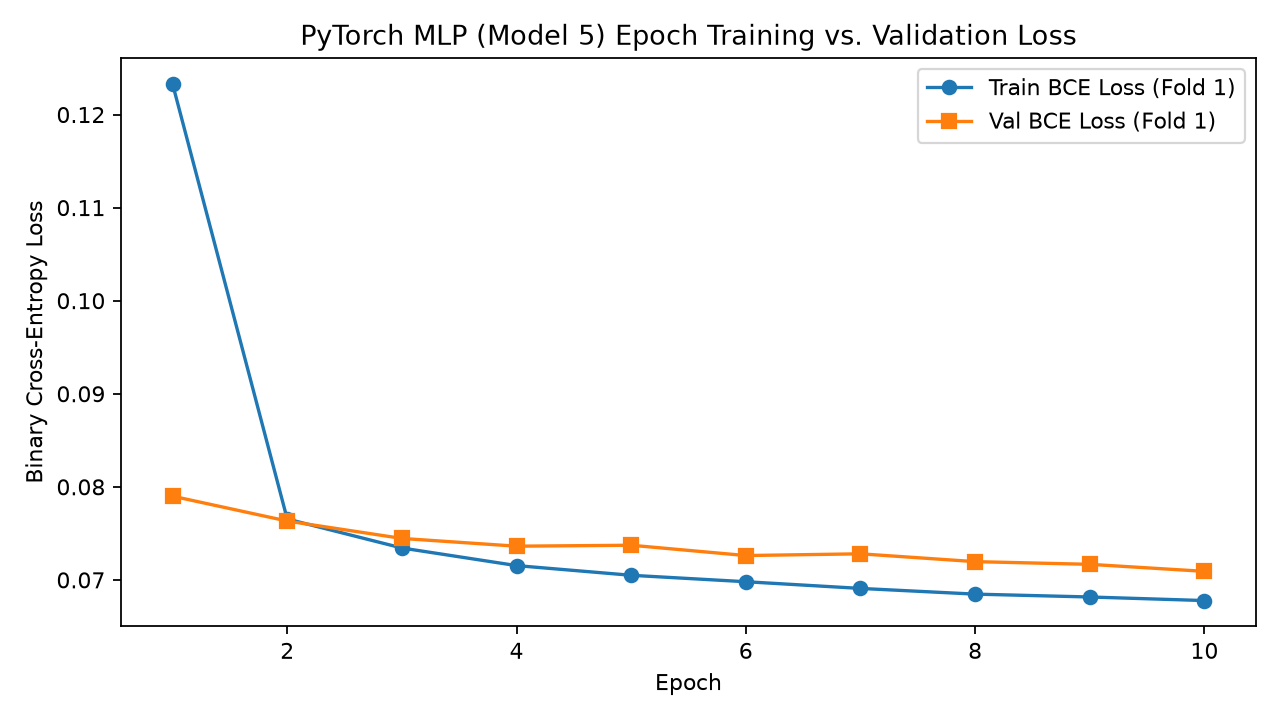 PyTorch MLP (Model 5) Epoch Training vs. Validation Loss
Train BCE Loss (Fold 1)
Val BCE Loss (Fold 1)
Binary Cross-Entropy Loss
0.12
0.11
0.10
0.09
0.08
0.07
2 4 6 8 10
Epoch